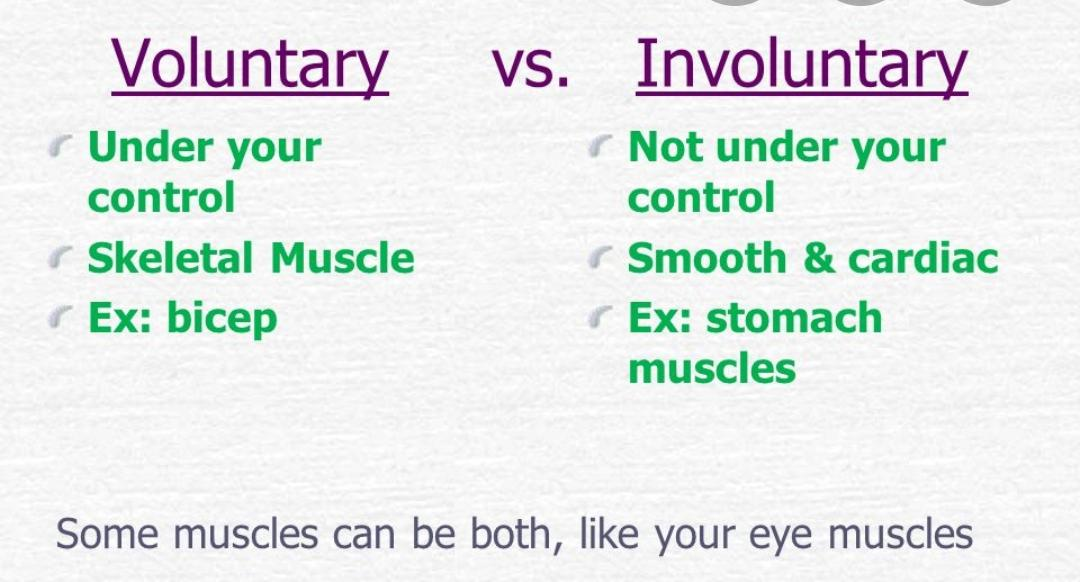 Voluntary vs. Involuntary
Under your
control
Skeletal Muscle
Ex: bicep
Not under your
control
Smooth & cardiac
Ex: stomach
muscles
Some muscles can be both, like your eye muscles